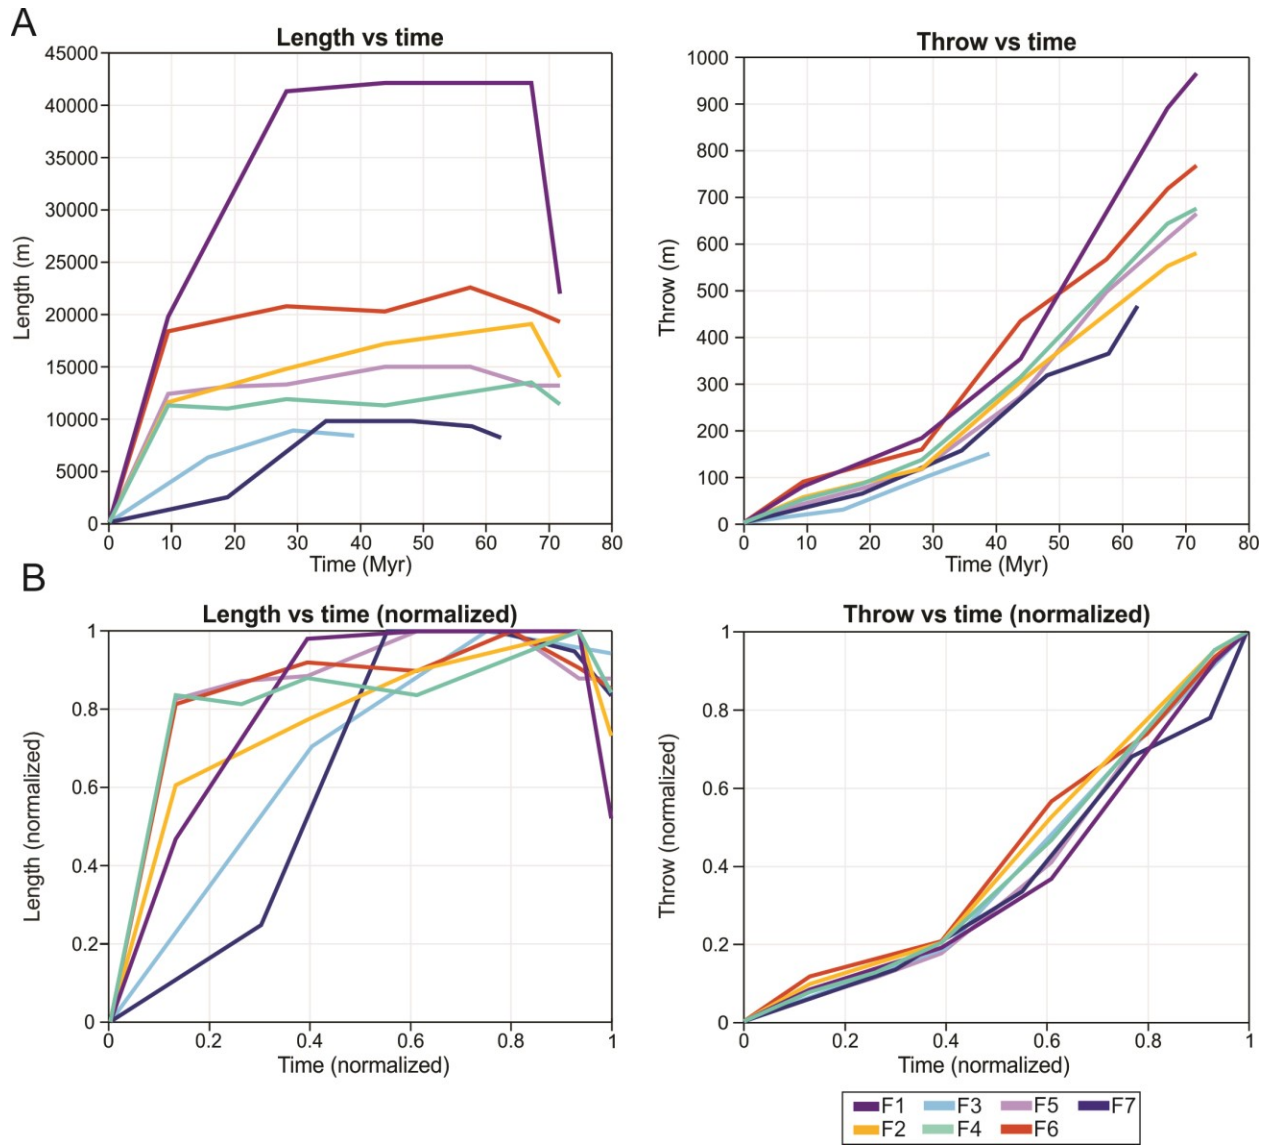 A
Length vs time
45000
40000
35000
30000
25000
20000
15000
10000
5000
0
Length (m)
0 10 20 30 40 50 60 70 80
Time (Myr)
Throw vs time
1000
900
800
700
600
500
400
300
200
100
0
Throw (m)
0 10 20 30 40 50 60 70 80
Time (Myr)
B
Length vs time (normalized)
1
0.8
0.6
0.4
0.2
0
Length (normalized)
0 0.2 0.4 0.6 0.8 1
Time (normalized)
Throw vs time (normalized)
1
0.8
0.6
0.4
0.2
0
Throw (normalized)
0 0.2 0.4 0.6 0.8 1
Time (normalized)
F1 F3 F5 F7
F2 F4 F6